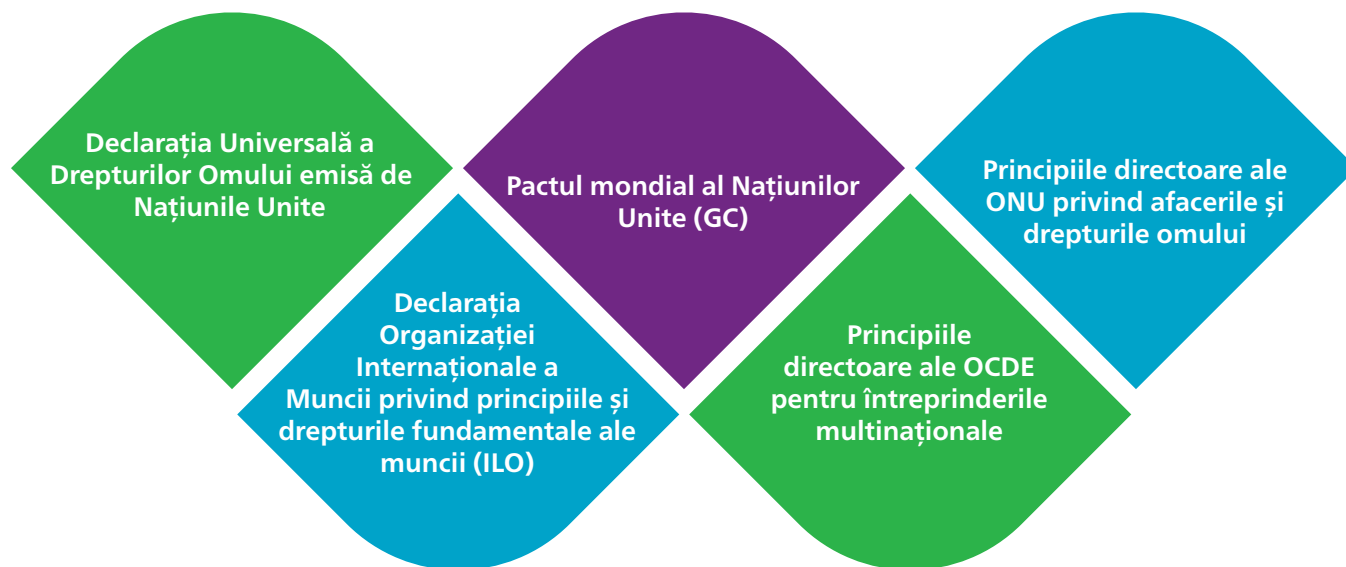 Declarația Universală a
Drepturilor Omului emisă de
Națiunile Unite
Declarația
Organizației
Internaționale a
Muncii privind principiile și
drepturile fundamentale ale
muncii (ILO)
Pactul mondial al Națiunilor
Unite (GC)
Principiile
directoare ale OCDE
pentru întreprinderile
multinaționale
Principiile directoare ale
ONU privind afacerile și
drepturile omului